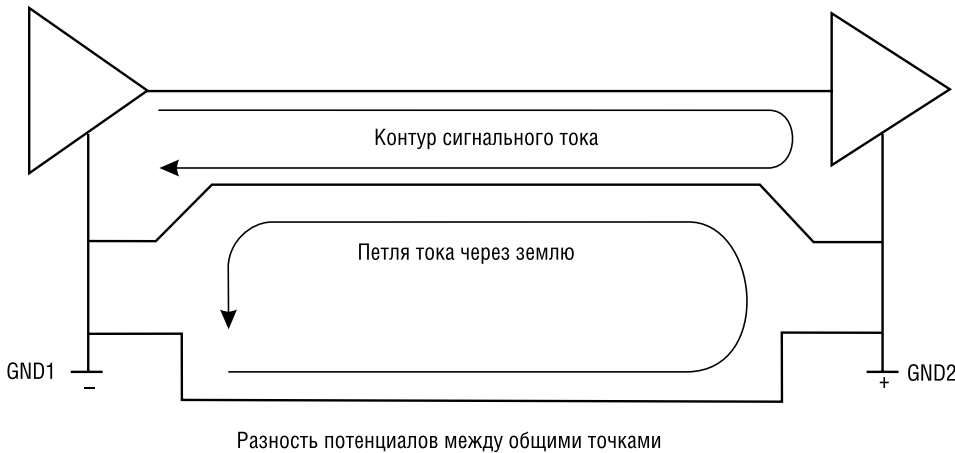 Контур сигнального тока
Петля тока через землю
GND1
–
+
GND2
Разность потенциалов между общими точками